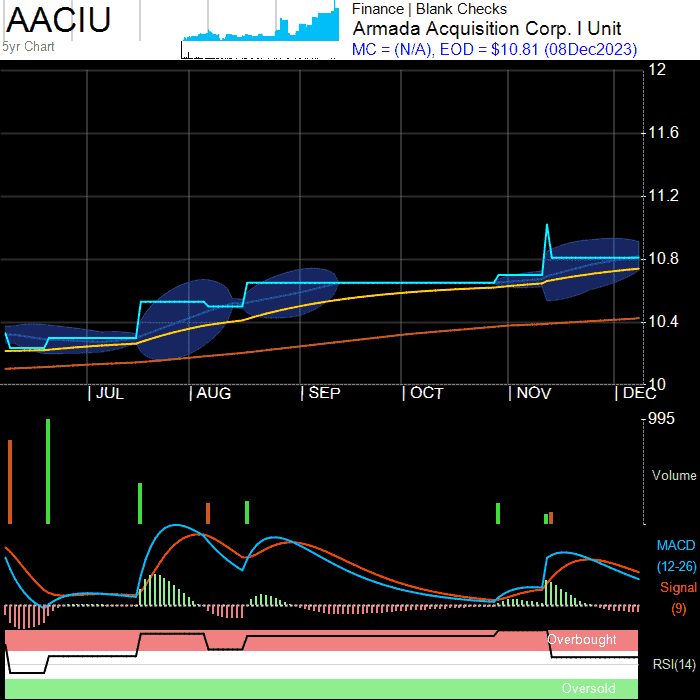 AACIU
5yr Chart
Finance | Blank Checks
Armada Acquisition Corp. I Unit
MC = (N/A), EOD = $10.81 (08Dec2023)
12
11.6
11.2
10.8
10.4
10
JUL AUG SEP OCT NOV DEC
995
Volume
MACD
(12-26)
Signal
(9)
Overbought
RSI(14)
Oversold